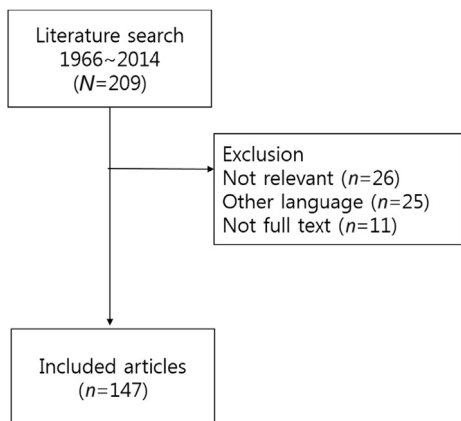 Literature search
1966~2014
(N=209)
Exclusion
Not relevant (n=26)
Other language (n=25)
Not full text (n=11)
Included articles
(n=147)